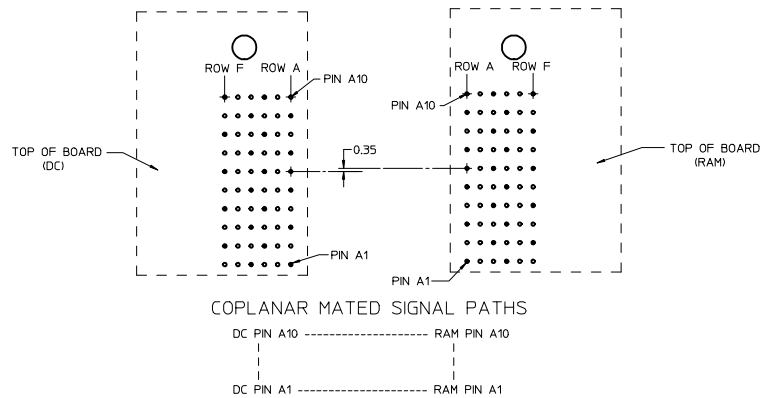 ROW F
ROW A
PIN A10
ROW A
ROW F
PIN A10
0.35
TOP OF BOARD
(DC)
TOP OF BOARD
(RAM)
PIN A1
PIN A1
COPLANAR MATED SIGNAL PATHS
DC PIN A10 ---------------------- RAM PIN A10
DC PIN A1 ----------------------- RAM PIN A1